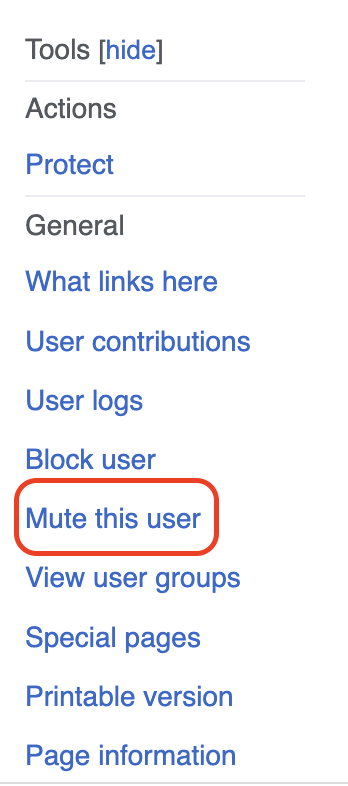 Tools [hide]
Actions
Protect
General
What links here
User contributions
User logs
Block user
Mute this user
View user groups
Special pages
Printable version
Page information